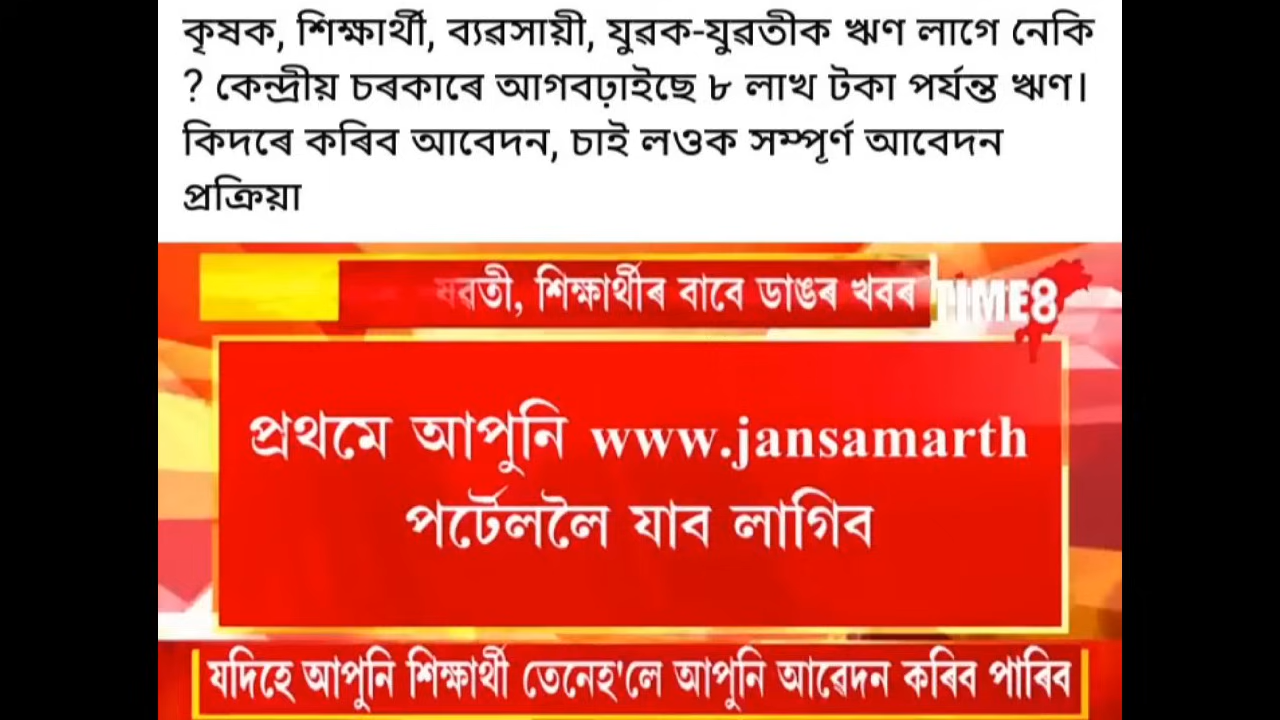 কৃষক, শিক্ষাৰ্থী, ব্যৱসায়ী, যুৱক-যুৱতীক ঋণ লাগে নেকি
? কেন্দ্ৰীয় চৰকাৰে আগবঢ়াইছে ৮ লাখ টকা পৰ্যন্ত ঋণ।
কিদৰে কৰিব আবেদন, চাই লওক সম্পূৰ্ণ আবেদন
প্ৰক্ৰিয়া
শিক্ষাৰ্থীৰ বাবে ডাঙৰ খবৰ
TIME8
প্ৰথমে আপুনি www.jansamarth
পৰ্টেললৈ যাব লাগিব
যদিহে আপুনি শিক্ষাৰ্থী তেনেহ'লে আপুনি আৱেদন কৰিব পাৰিব